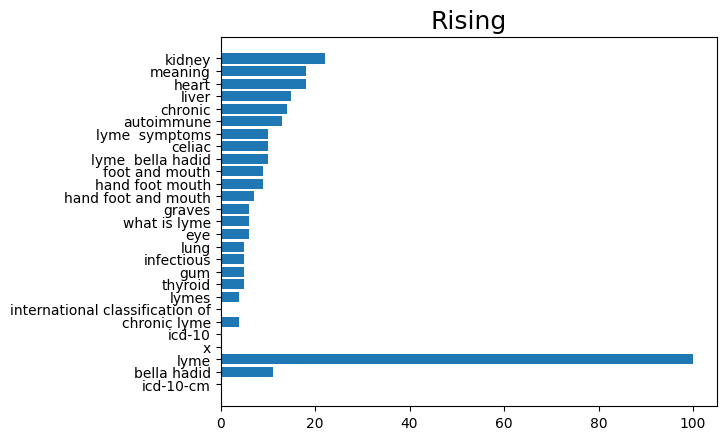 Rising
kidney
meaning
heart
liver
chronic
autoimmune
lyme  symptoms
celiac
lyme  bella hadid
foot and mouth
hand foot mouth
hand foot and mouth
graves
what is lyme
eye
lung
infectious
gum
thyroid
lymes
international classification of
chronic lyme
icd-10
x
lyme
bella hadid
icd-10-cm
0 20 40 60 80 100